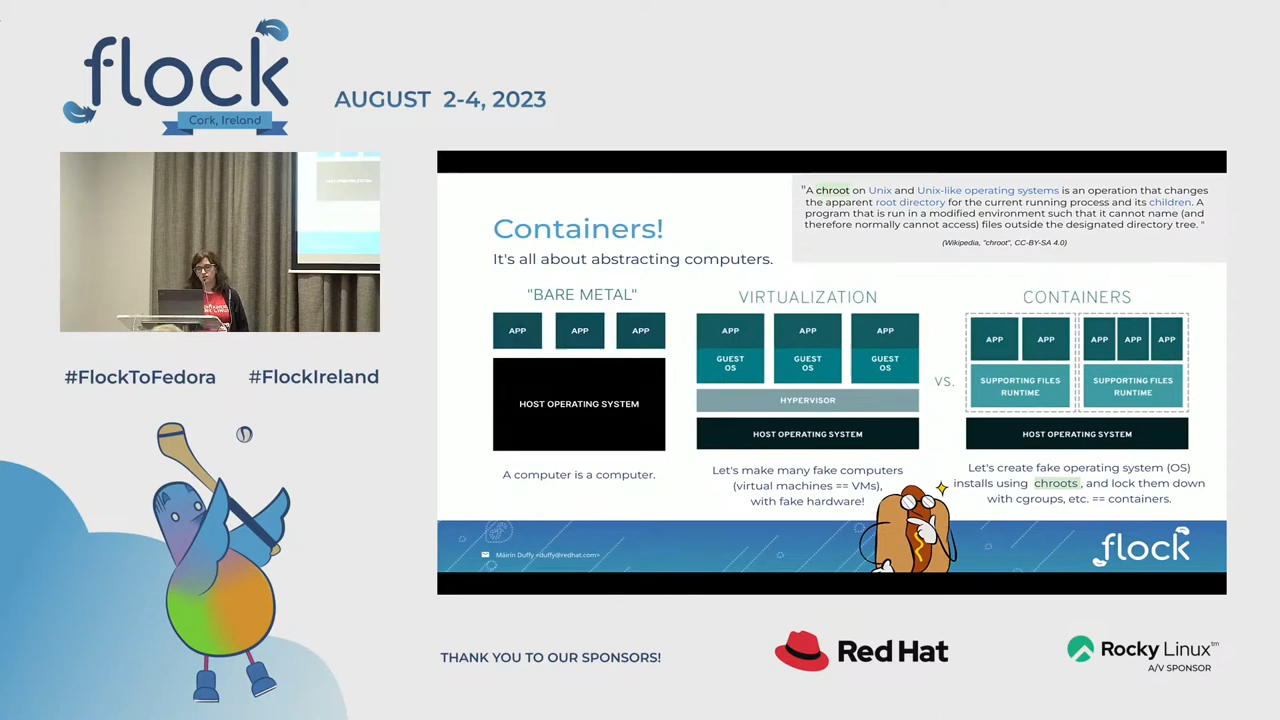 flock
Cork, Ireland
AUGUST 2-4, 2023
#FlockToFedora
#FlockIreland
"A chroot on Unix and Unix-like operating systems is an operation that changes
the apparent root directory for the current running process and its children. A
program that is run in a modified environment such that it cannot name (and
therefore normally cannot access) files outside the designated directory tree. "
(Wikipedia, "chroot", CC-BY-SA 4.0)
Containers!
It's all about abstracting computers.
"BARE METAL"
APP
APP
APP
HOST OPERATING SYSTEM
A computer is a computer.
VIRTUALIZATION
APP
APP
APP
GUEST
OS
GUEST
OS
GUEST
OS
HYPERVISOR
HOST OPERATING SYSTEM
Let's make many fake computers
(virtual machines == VMs),
with fake hardware!
VS.
CONTAINERS
APP
APP
APP
APP
APP
SUPPORTING FILES
RUNTIME
SUPPORTING FILES
RUNTIME
HOST OPERATING SYSTEM
Let's create fake operating system (OS)
installs using chroots, and lock them down
with cgroups, etc. == containers.
Máirín Duffy <duffy@redhat.com>
flock
THANK YOU TO OUR SPONSORS!
Red Hat
Rocky Linux™
A/V SPONSOR